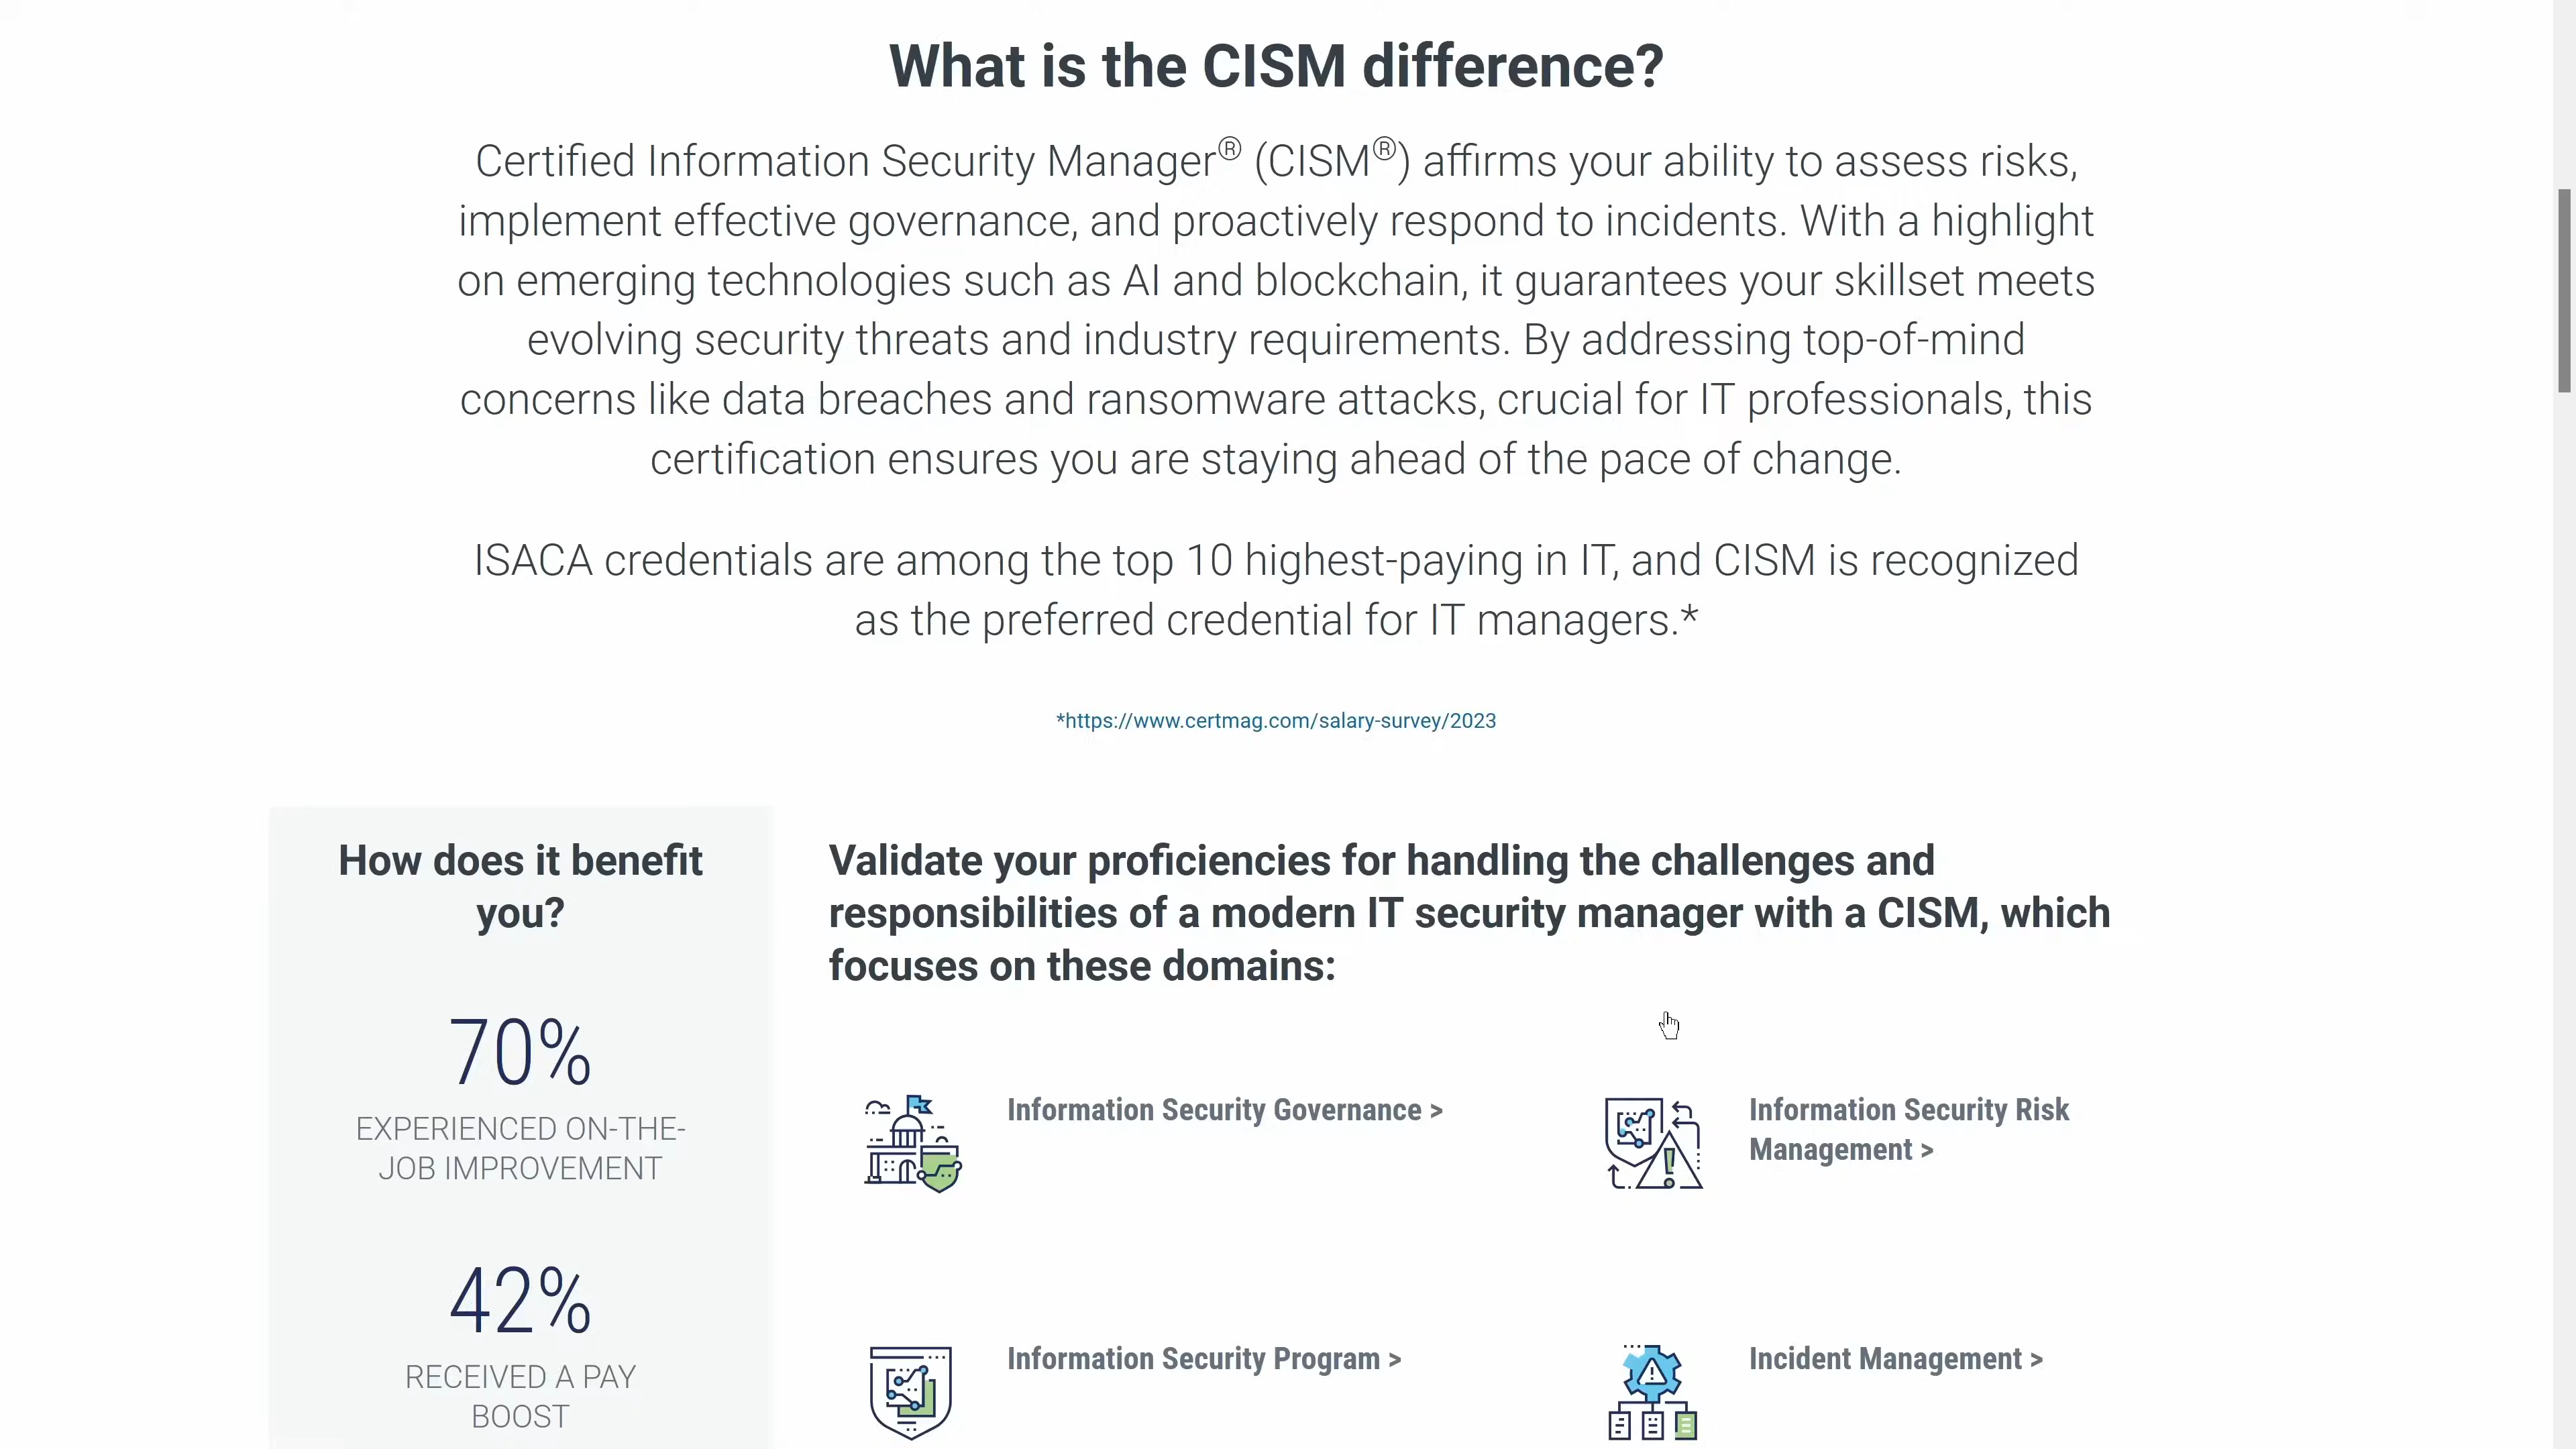 What is the CISM difference?
Certified Information Security Manager® (CISM®) affirms your ability to assess risks,
implement effective governance, and proactively respond to incidents. With a highlight
on emerging technologies such as AI and blockchain, it guarantees your skillset meets
evolving security threats and industry requirements. By addressing top-of-mind
concerns like data breaches and ransomware attacks, crucial for IT professionals, this
certification ensures you are staying ahead of the pace of change.
ISACA credentials are among the top 10 highest-paying in IT, and CISM is recognized
as the preferred credential for IT managers.*
*https://www.certmag.com/salary-survey/2023
How does it benefit
you?
70%
EXPERIENCED ON-THE-
JOB IMPROVEMENT
42%
RECEIVED A PAY
BOOST
Validate your proficiencies for handling the challenges and
responsibilities of a modern IT security manager with a CISM, which
focuses on these domains:
Information Security Governance >
Information Security Risk
Management >
Information Security Program >
Incident Management >